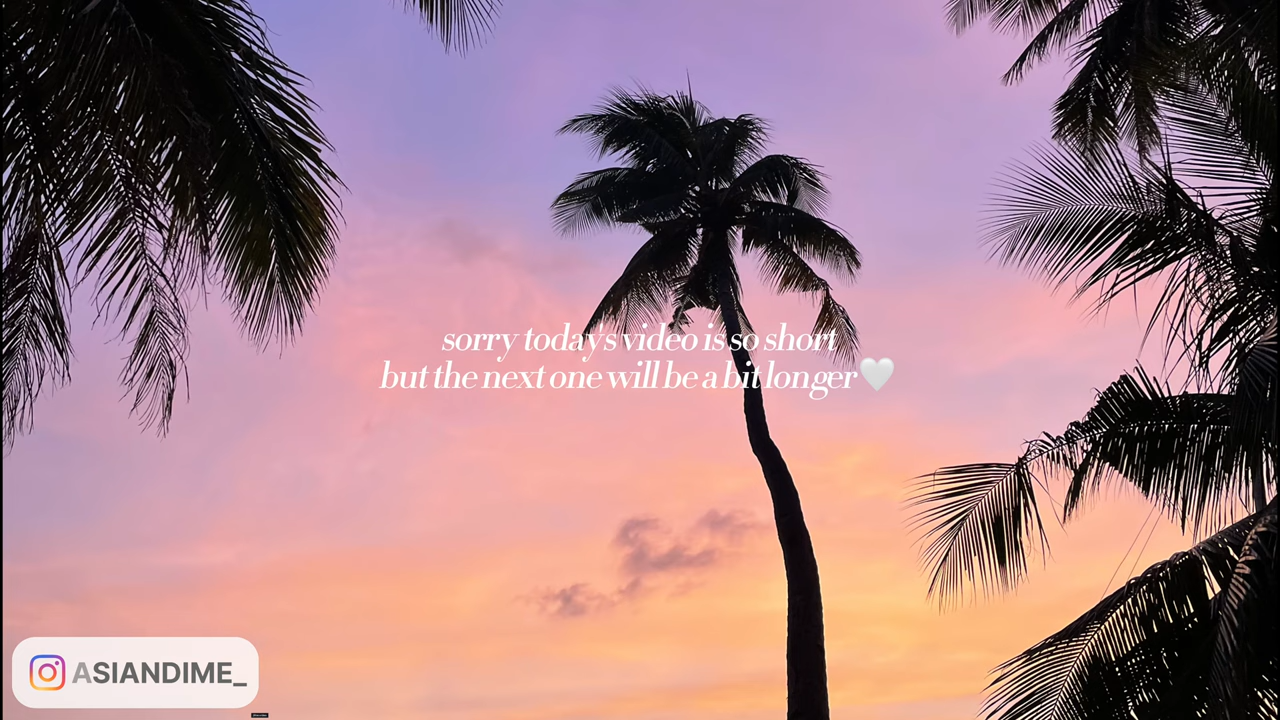 sorry todays video is so short
but the next one will be a bit longer🤍
ASIANDIME_